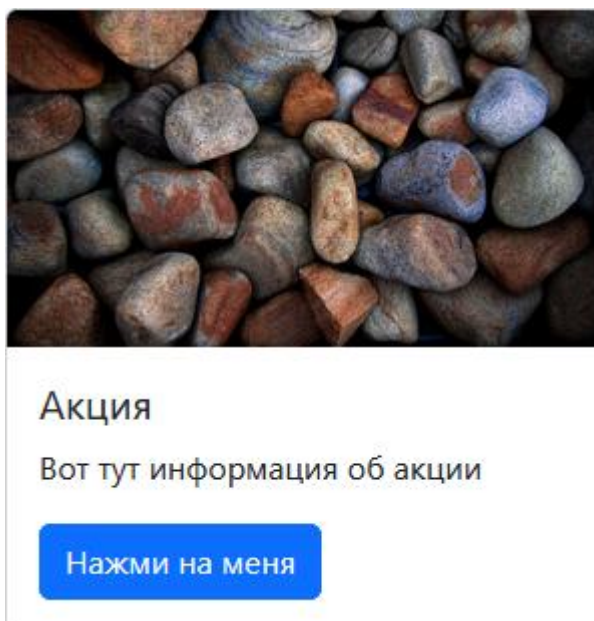 Акция
Вот тут информация об акции
Нажми на меня